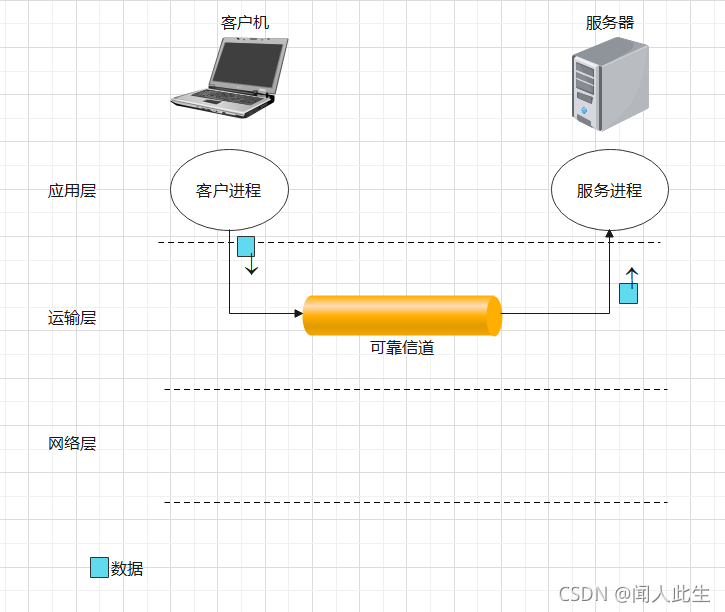 客户机
服务器
应用层
客户进程
服务进程
运输层
可靠信道
网络层
数据
CSDN @闻人此生